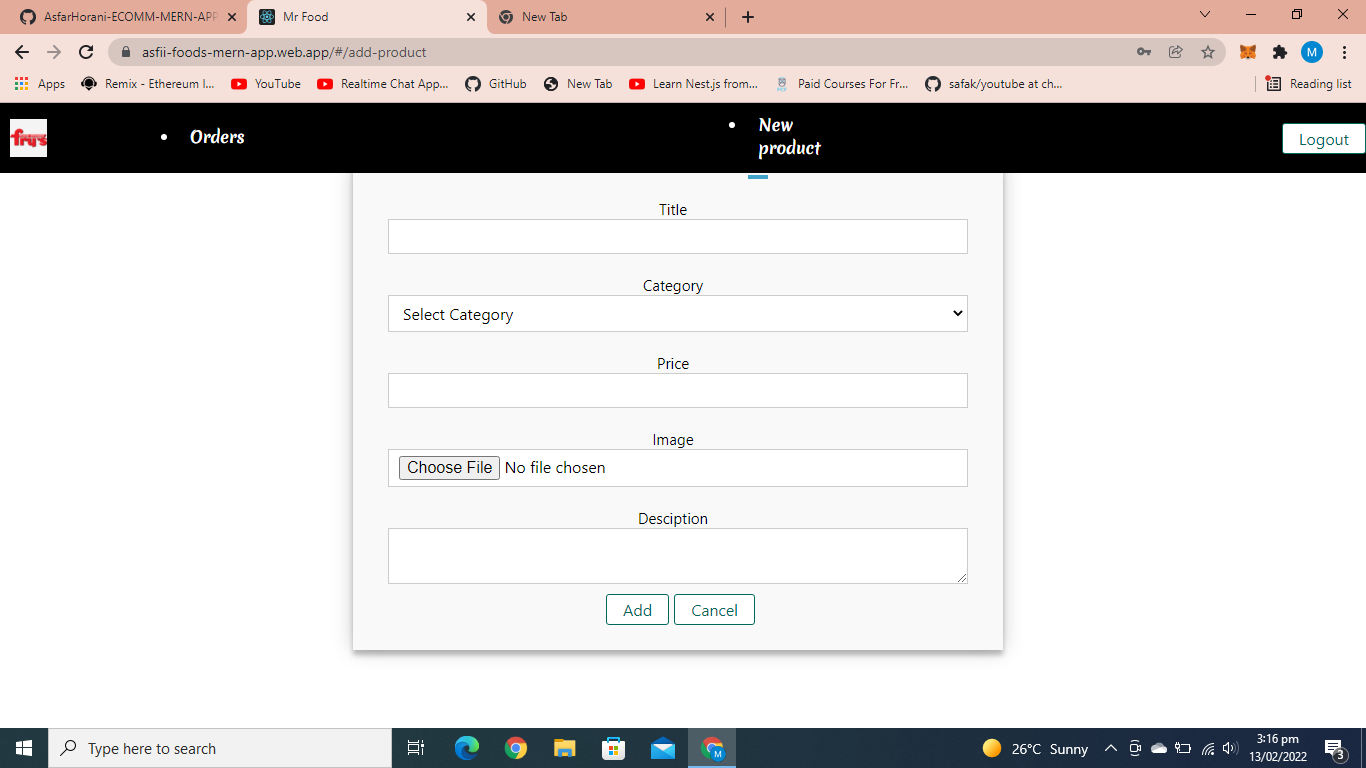 AsfarHorani-ECOMM-MERN-APP
Mr Food
New Tab
asfii-foods-mern-app.web.app/#/add-product
M
Apps
Remix - Ethereum I...
YouTube
Realtime Chat App...
GitHub
New Tab
Learn Nest.js from...
Paid Courses For Fr...
safak/youtube at ch...
Reading list
frys
Orders
New
product
Logout
Title
Category
Select Category
Price
Image
Choose File No file chosen
Desciption
Add
Cancel
Type here to search
M
26°C Sunny
3:16 pm
13/02/2022
3